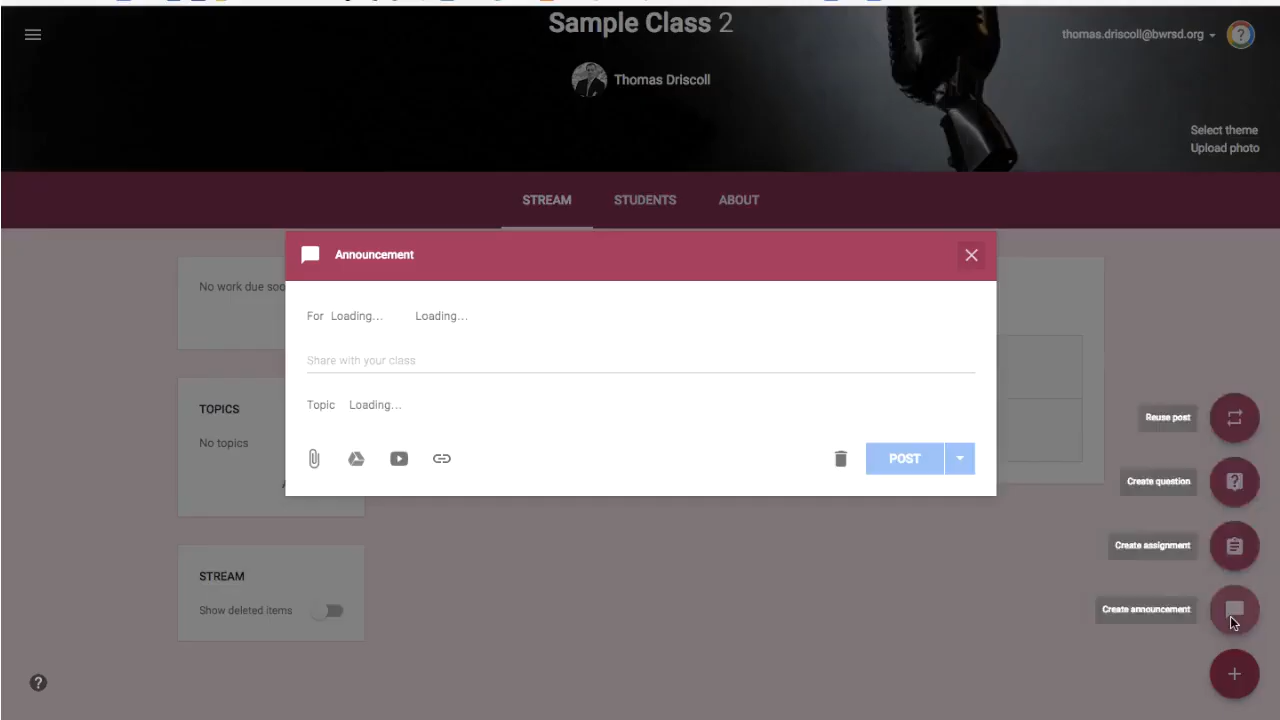 Sample Class 2
thomas.driscoll@bwrsd.org
Thomas Driscoll
Select theme
Upload photo
STREAM
STUDENTS
ABOUT
Announcement
No work due soo
For Loading...
Loading...
Share with your class
TOPICS
Topic Loading...
No topics
Reuse post
POST
Create question
Create assignment
STREAM
Show deleted items
Create announcement